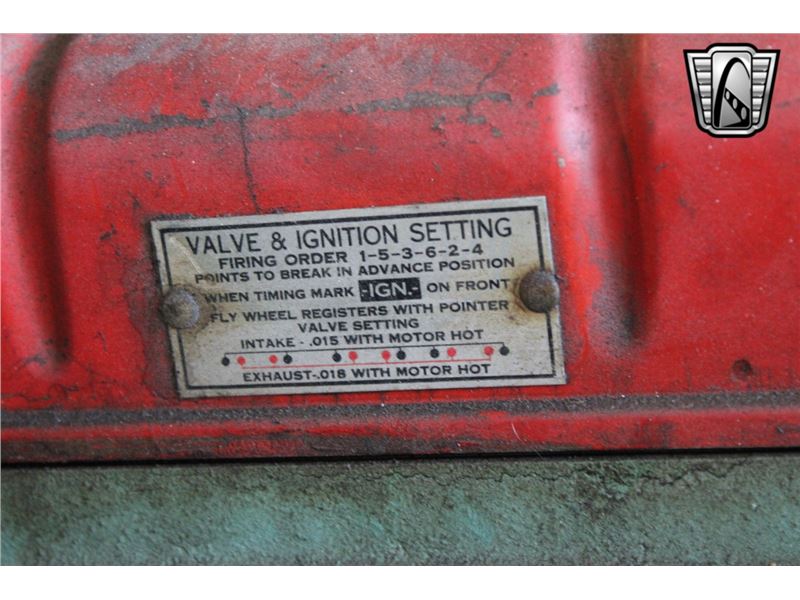 VALVE & IGNITION SETTING
FIRING ORDER 1-5-3-6-2-4
POINTS TO BREAK IN ADVANCE POSITION
WHEN TIMING MARK -IGN.- ON FRONT
FLY WHEEL REGISTERS WITH POINTER
VALVE SETTING
INTAKE - .015 WITH MOTOR HOT
EXHAUST-.018 WITH MOTOR HOT